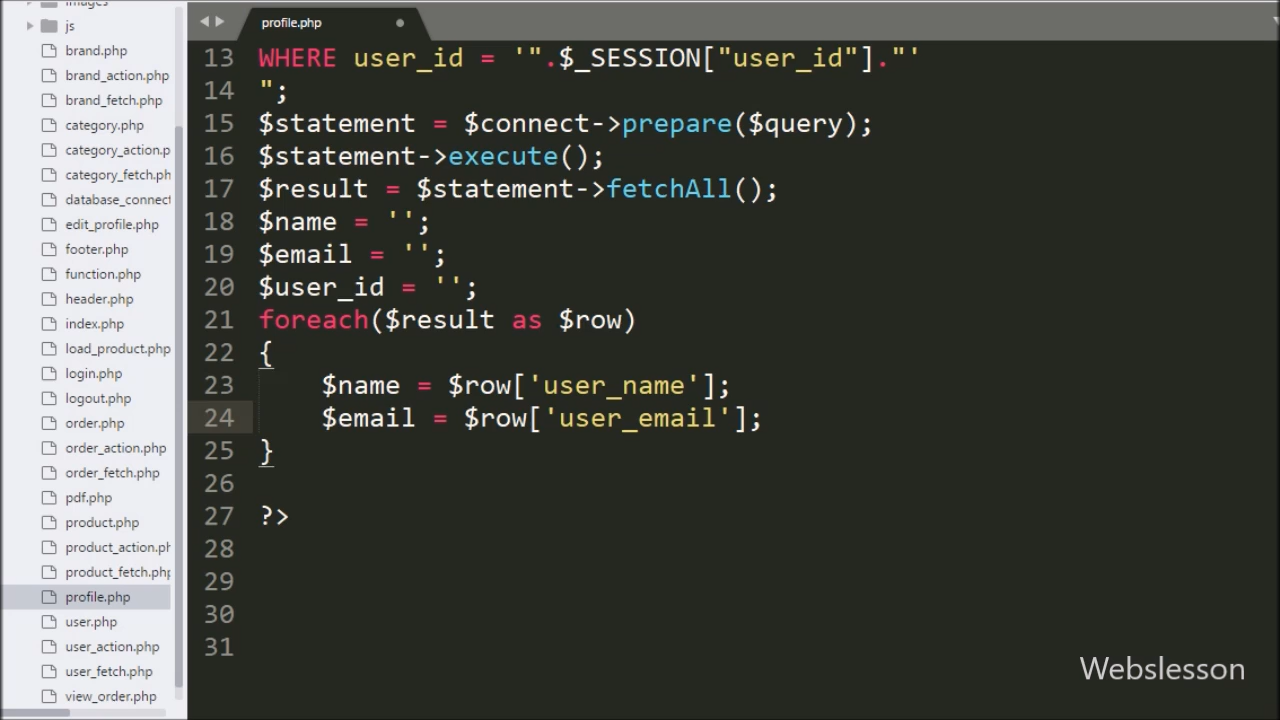 images
js
brand.php
brand_action.php
brand_fetch.php
category.php
category_action.p
category_fetch.ph
database_connect
edit_profile.php
footer.php
function.php
header.php
index.php
load_product.php
login.php
logout.php
order.php
order_action.php
order_fetch.php
pdf.php
product.php
product_action.ph
product_fetch.php
profile.php
user.php
user_action.php
user_fetch.php
view_order.php
profile.php
13 WHERE user_id = '".$_SESSION["user_id"]."'
14 ";
15 $statement = $connect->prepare($query);
16 $statement->execute();
17 $result = $statement->fetchAll();
18 $name = '';
19 $email = '';
20 $user_id = '';
21 foreach($result as $row)
22 {
23 $name = $row['user_name'];
24 $email = $row['user_email'];
25 }
26
27 ?>
28
29
30
31
Webslesson